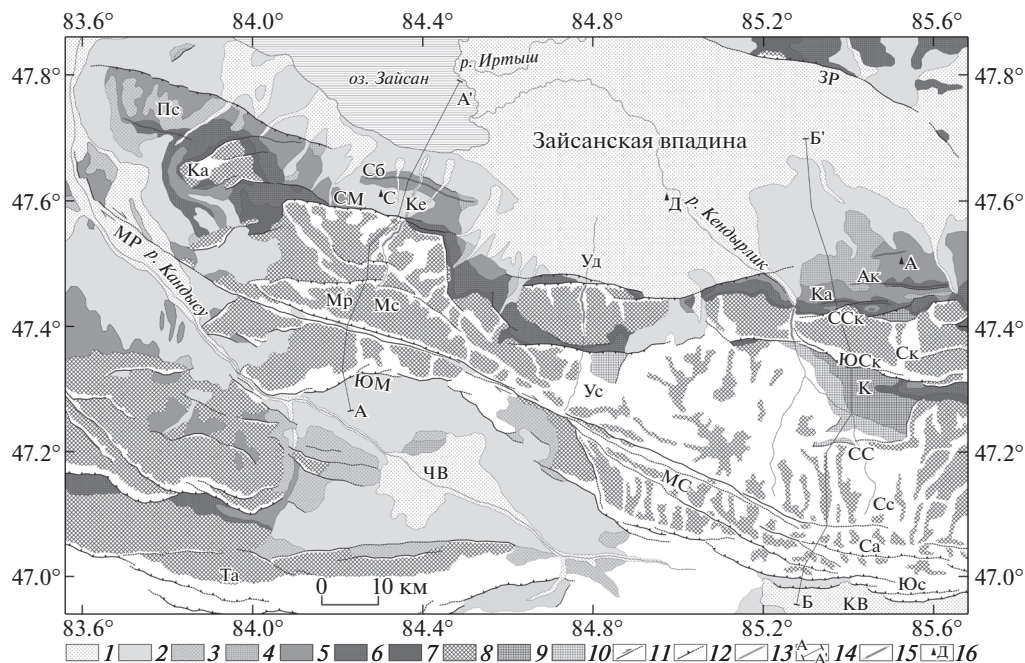 83.6° 84.0° 84.4° 84.8° 85.2° 85.6°
47.8° 47.8°
р. Иртыш
оз. Зайсан
ЗР
А'
Пс
Зайсанская впадина
Б'
Ка
Сб
47.6° 47.6°
СМ
С
Ке
Д
р. Кендырлик
МР
р. Кандысу
Уд
Ак
А
Ка
Мр
Мс
ССк
47.4° 47.4°
Ск
ЮСк
ЮМ
Ус
К
А
47.2° 47.2°
СС
ЧВ
МС
Сс
Са
47.0° 47.0°
Та
0 10 км
Юс
Б
КВ
83.6° 84.0° 84.4° 84.8° 85.2° 85.6°
1 2 3 4 5 6 7 8 9 10 11 12 13 А А' 14 15 Д 16